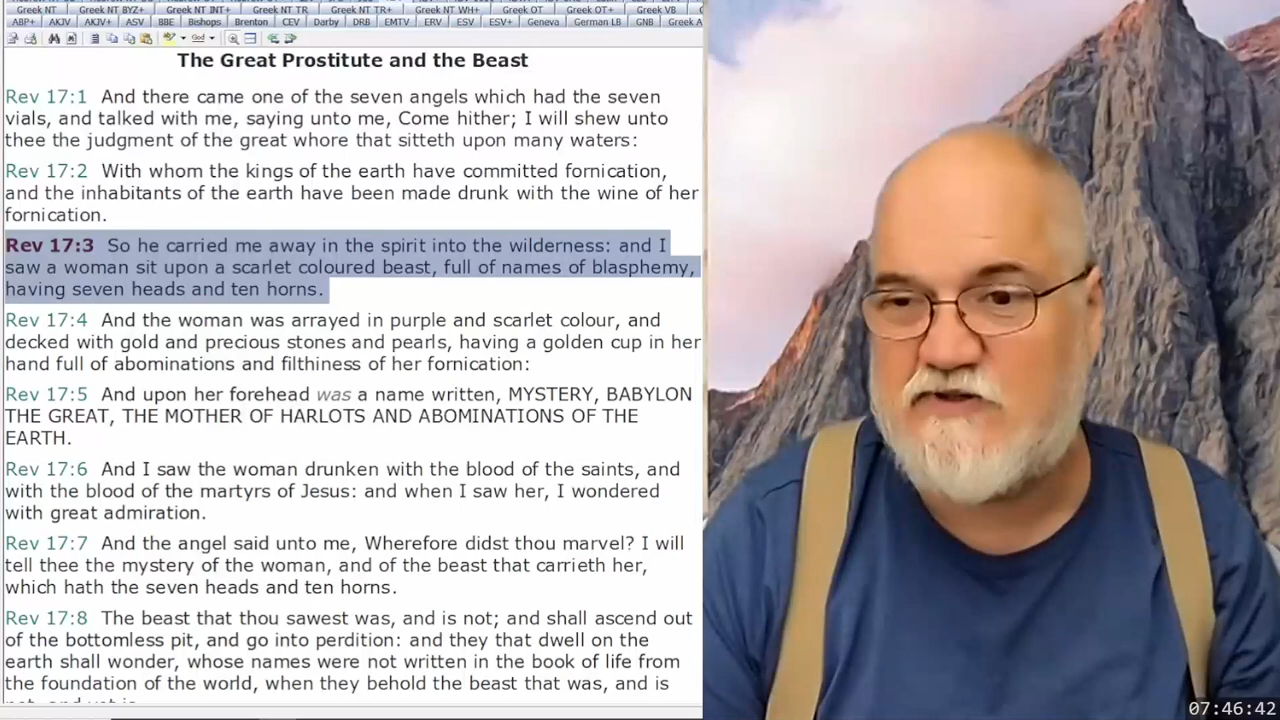 Greek NT Greek NT BYZ+ Greek NT INT+ Greek NT TR Greek NT TR+ Greek NT WH+ Greek OT Greek OT+ Greek VB
ABP+ AKJV AKJV+ ASV BBE Bishops Brenton CEV Darby DRB EMTV ERV ESV ESV+ Geneva German LB GNB Greek A
The Great Prostitute and the Beast
Rev 17:1 And there came one of the seven angels which had the seven
vials, and talked with me, saying unto me, Come hither; I will shew unto
thee the judgment of the great whore that sitteth upon many waters:
Rev 17:2 With whom the kings of the earth have committed fornication,
and the inhabitants of the earth have been made drunk with the wine of her
fornication.
Rev 17:3 So he carried me away in the spirit into the wilderness: and I
saw a woman sit upon a scarlet coloured beast, full of names of blasphemy,
having seven heads and ten horns.
Rev 17:4 And the woman was arrayed in purple and scarlet colour, and
decked with gold and precious stones and pearls, having a golden cup in her
hand full of abominations and filthiness of her fornication:
Rev 17:5 And upon her forehead was a name written, MYSTERY, BABYLON
THE GREAT, THE MOTHER OF HARLOTS AND ABOMINATIONS OF THE
EARTH.
Rev 17:6 And I saw the woman drunken with the blood of the saints, and
with the blood of the martyrs of Jesus: and when I saw her, I wondered
with great admiration.
Rev 17:7 And the angel said unto me, Wherefore didst thou marvel? I will
tell thee the mystery of the woman, and of the beast that carrieth her,
which hath the seven heads and ten horns.
Rev 17:8 The beast that thou sawest was, and is not; and shall ascend out
of the bottomless pit, and go into perdition: and they that dwell on the
earth shall wonder, whose names were not written in the book of life from
the foundation of the world, when they behold the beast that was, and is
07:46:42